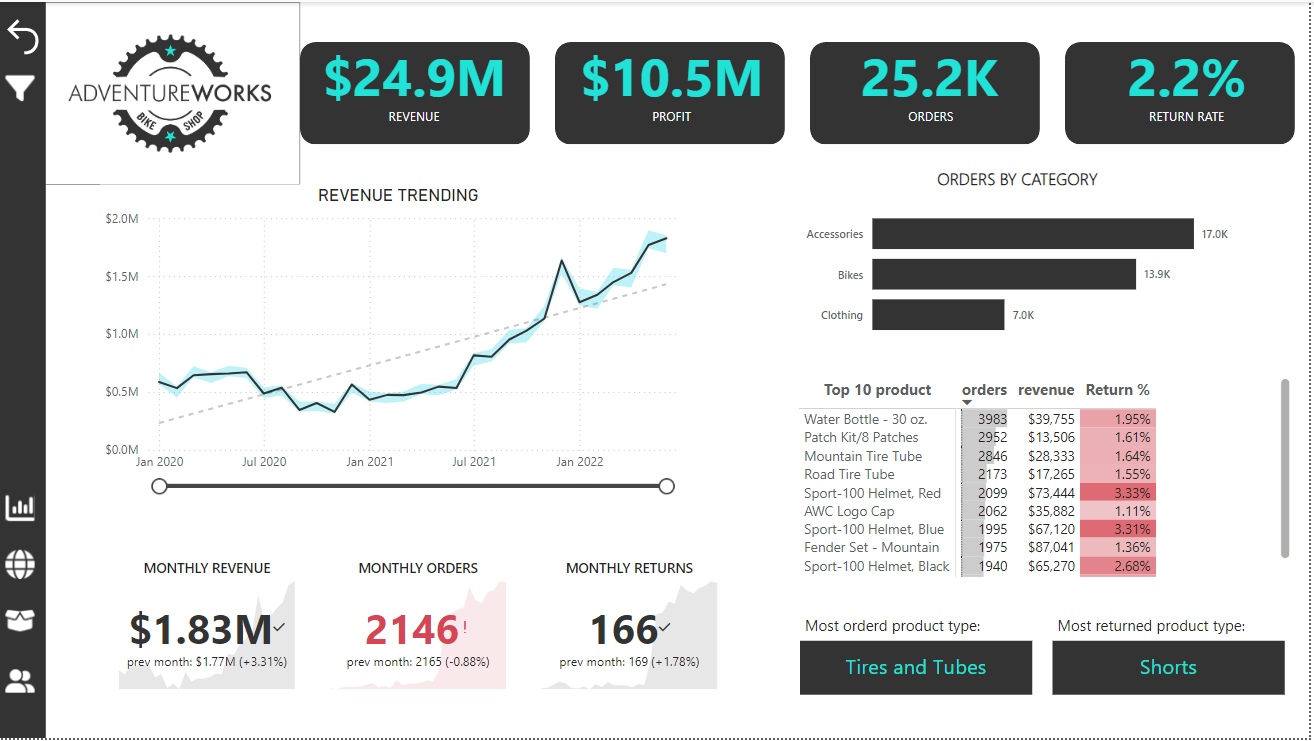 ADVENTUREWORKS
BIKE SHOP
$24.9M
REVENUE
$10.5M
PROFIT
25.2K
ORDERS
2.2%
RETURN RATE
REVENUE TRENDING
$2.0M
$1.5M
$1.0M
$0.5M
$0.0M
Jan 2020 Jul 2020 Jan 2021 Jul 2021 Jan 2022
ORDERS BY CATEGORY
Accessories 17.0K
Bikes 13.9K
Clothing 7.0K
Top 10 product orders revenue Return %
Water Bottle - 30 oz. 3983 $39,755 1.95%
Patch Kit/8 Patches 2952 $13,506 1.61%
Mountain Tire Tube 2846 $28,333 1.64%
Road Tire Tube 2173 $17,265 1.55%
Sport-100 Helmet, Red 2099 $73,444 3.33%
AWC Logo Cap 2062 $35,882 1.11%
Sport-100 Helmet, Blue 1995 $67,120 3.31%
Fender Set - Mountain 1975 $87,041 1.36%
Sport-100 Helmet, Black 1940 $65,270 2.68%
MONTHLY REVENUE
$1.83M
prev month: $1.77M (+3.31%)
MONTHLY ORDERS
2146!
prev month: 2165 (-0.88%)
MONTHLY RETURNS
166
prev month: 169 (+1.78%)
Most orderd product type:
Tires and Tubes
Most returned product type:
Shorts